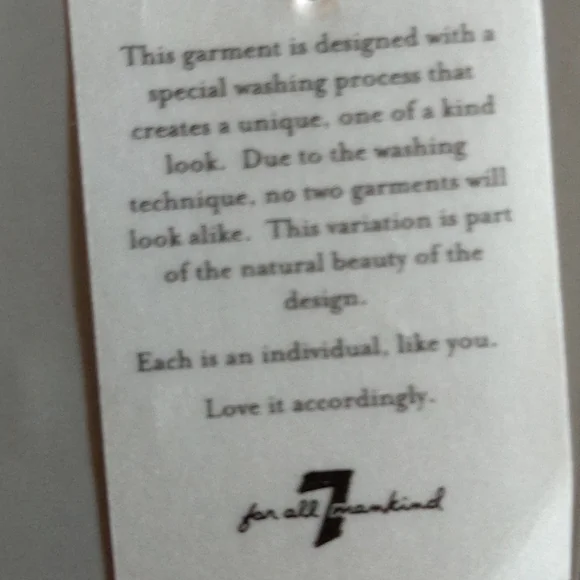 This garment is designed with a
special washing process that
creates a unique, one of a kind
look. Due to the washing
technique, no two garments will
look alike. This variation is part
of the natural beauty of the
design.
Each is an individual, like you.
Love it accordingly.
for all 7 mankind